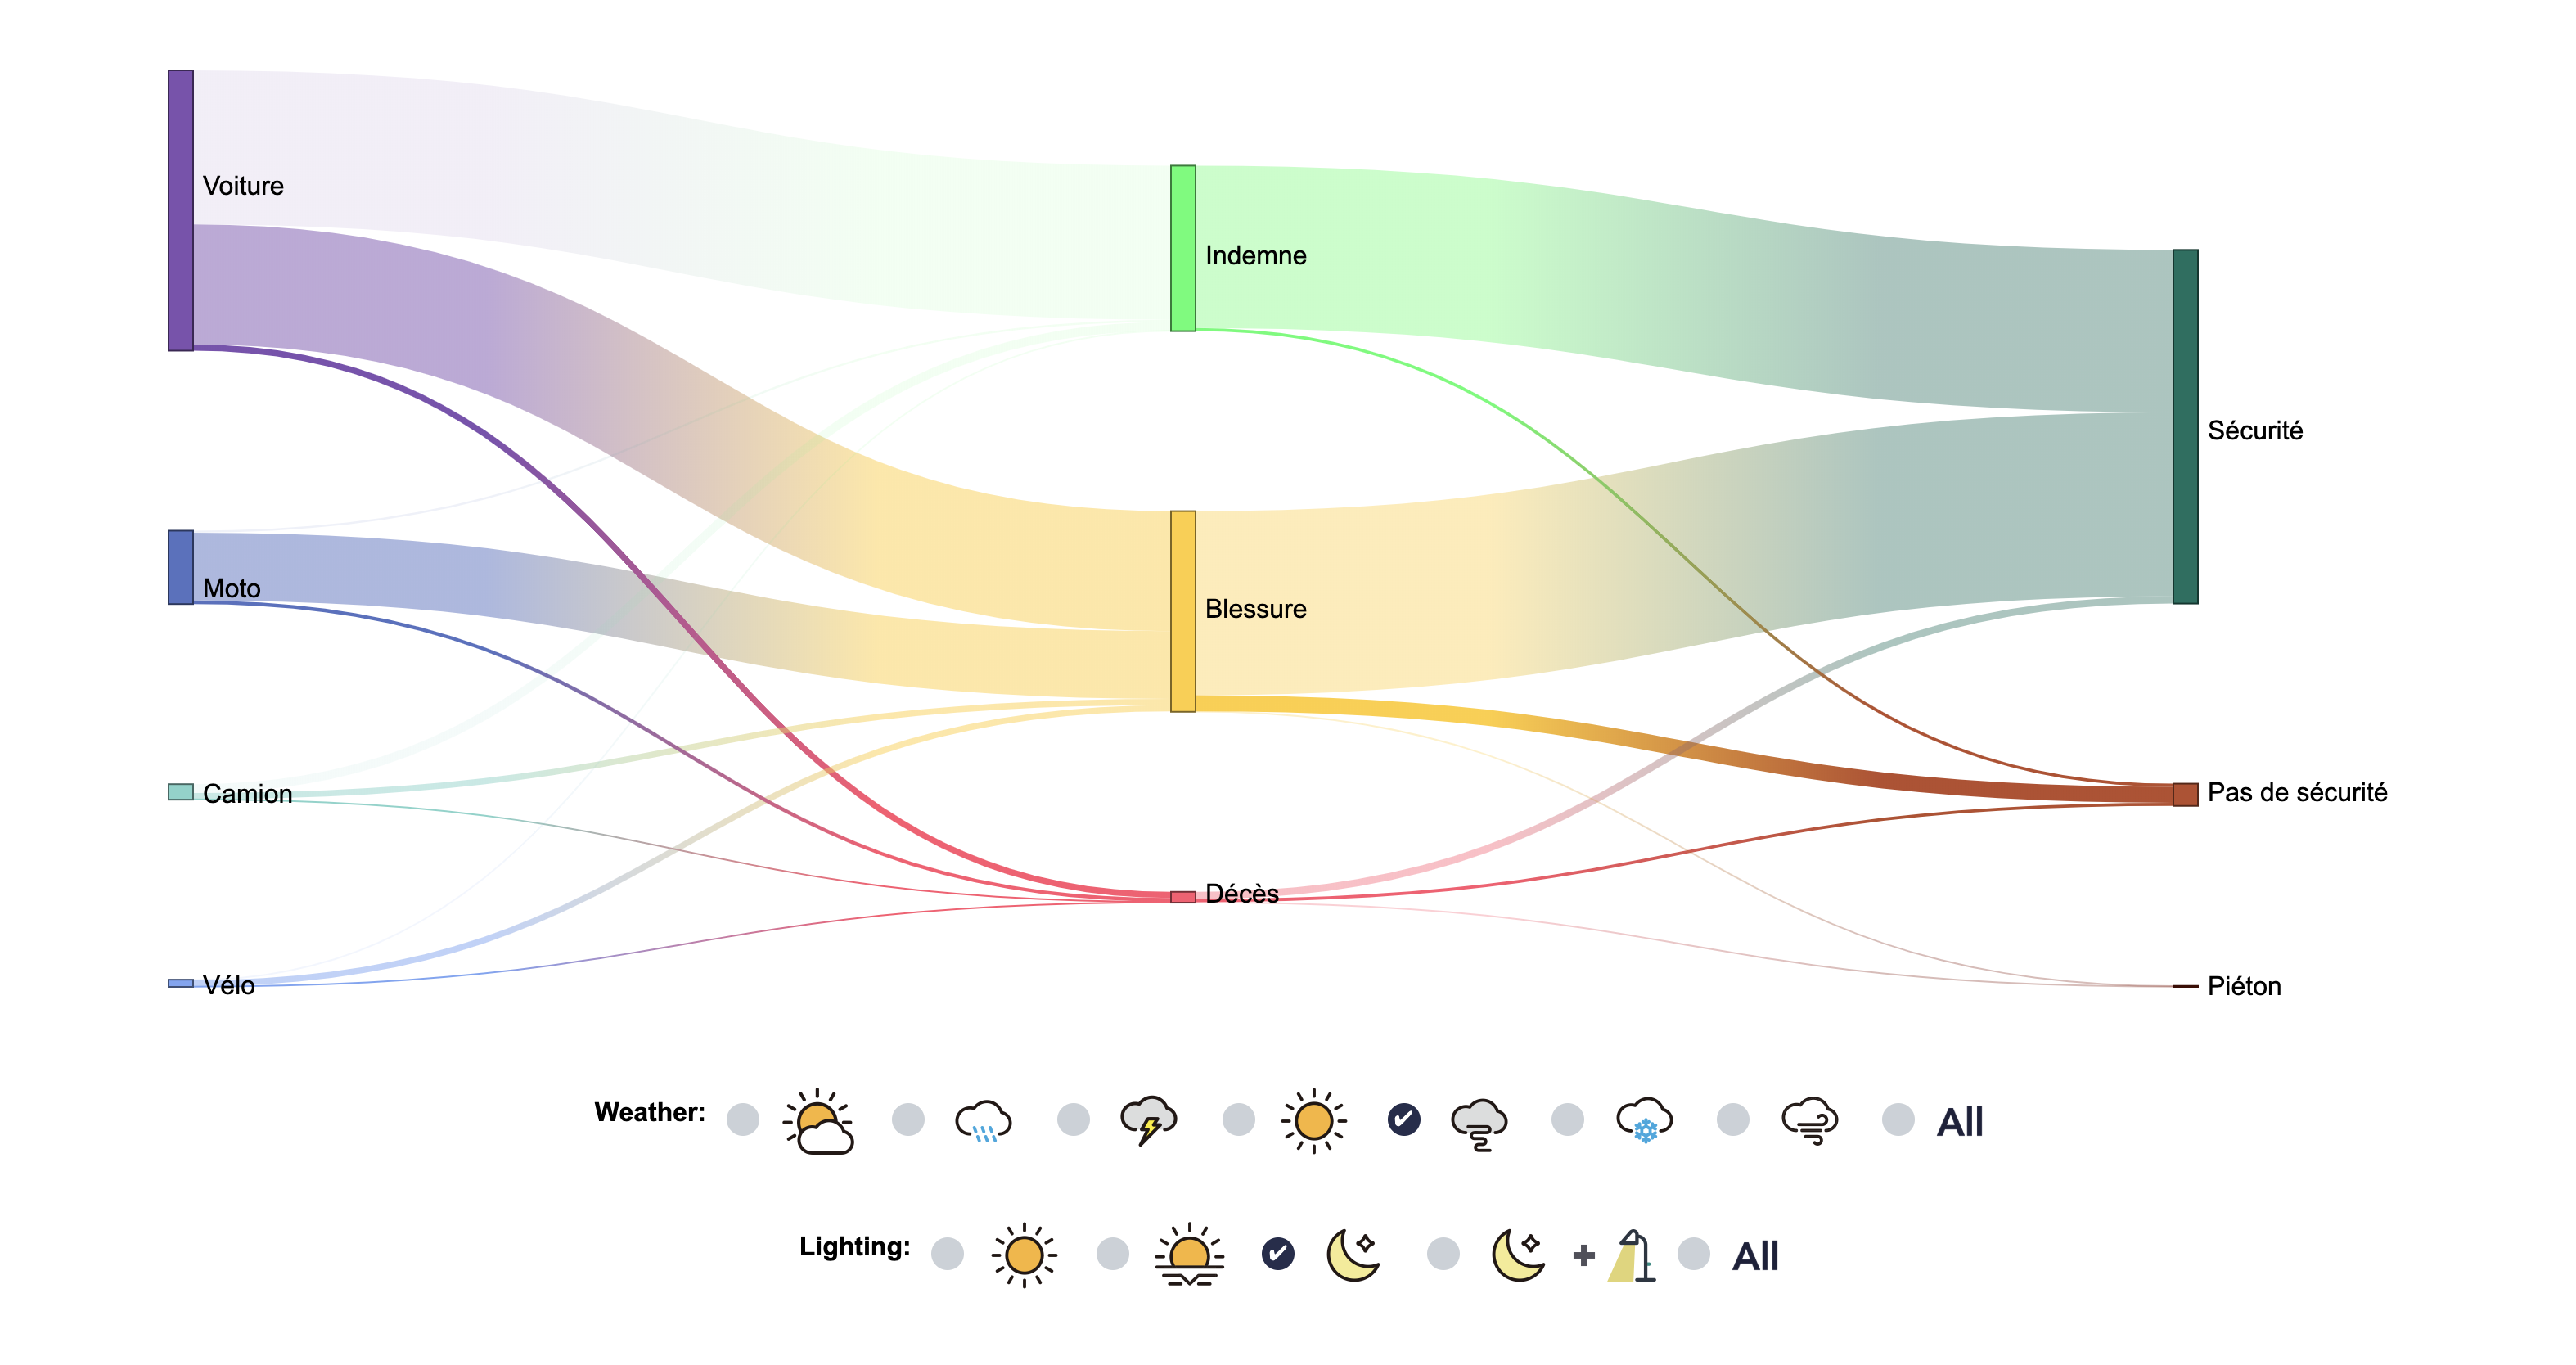 Voiture
Indemne
Sécurité
Moto
Blessure
Camion
Pas de sécurité
Décès
Vélo
Piéton
Weather: All
Lighting: + All